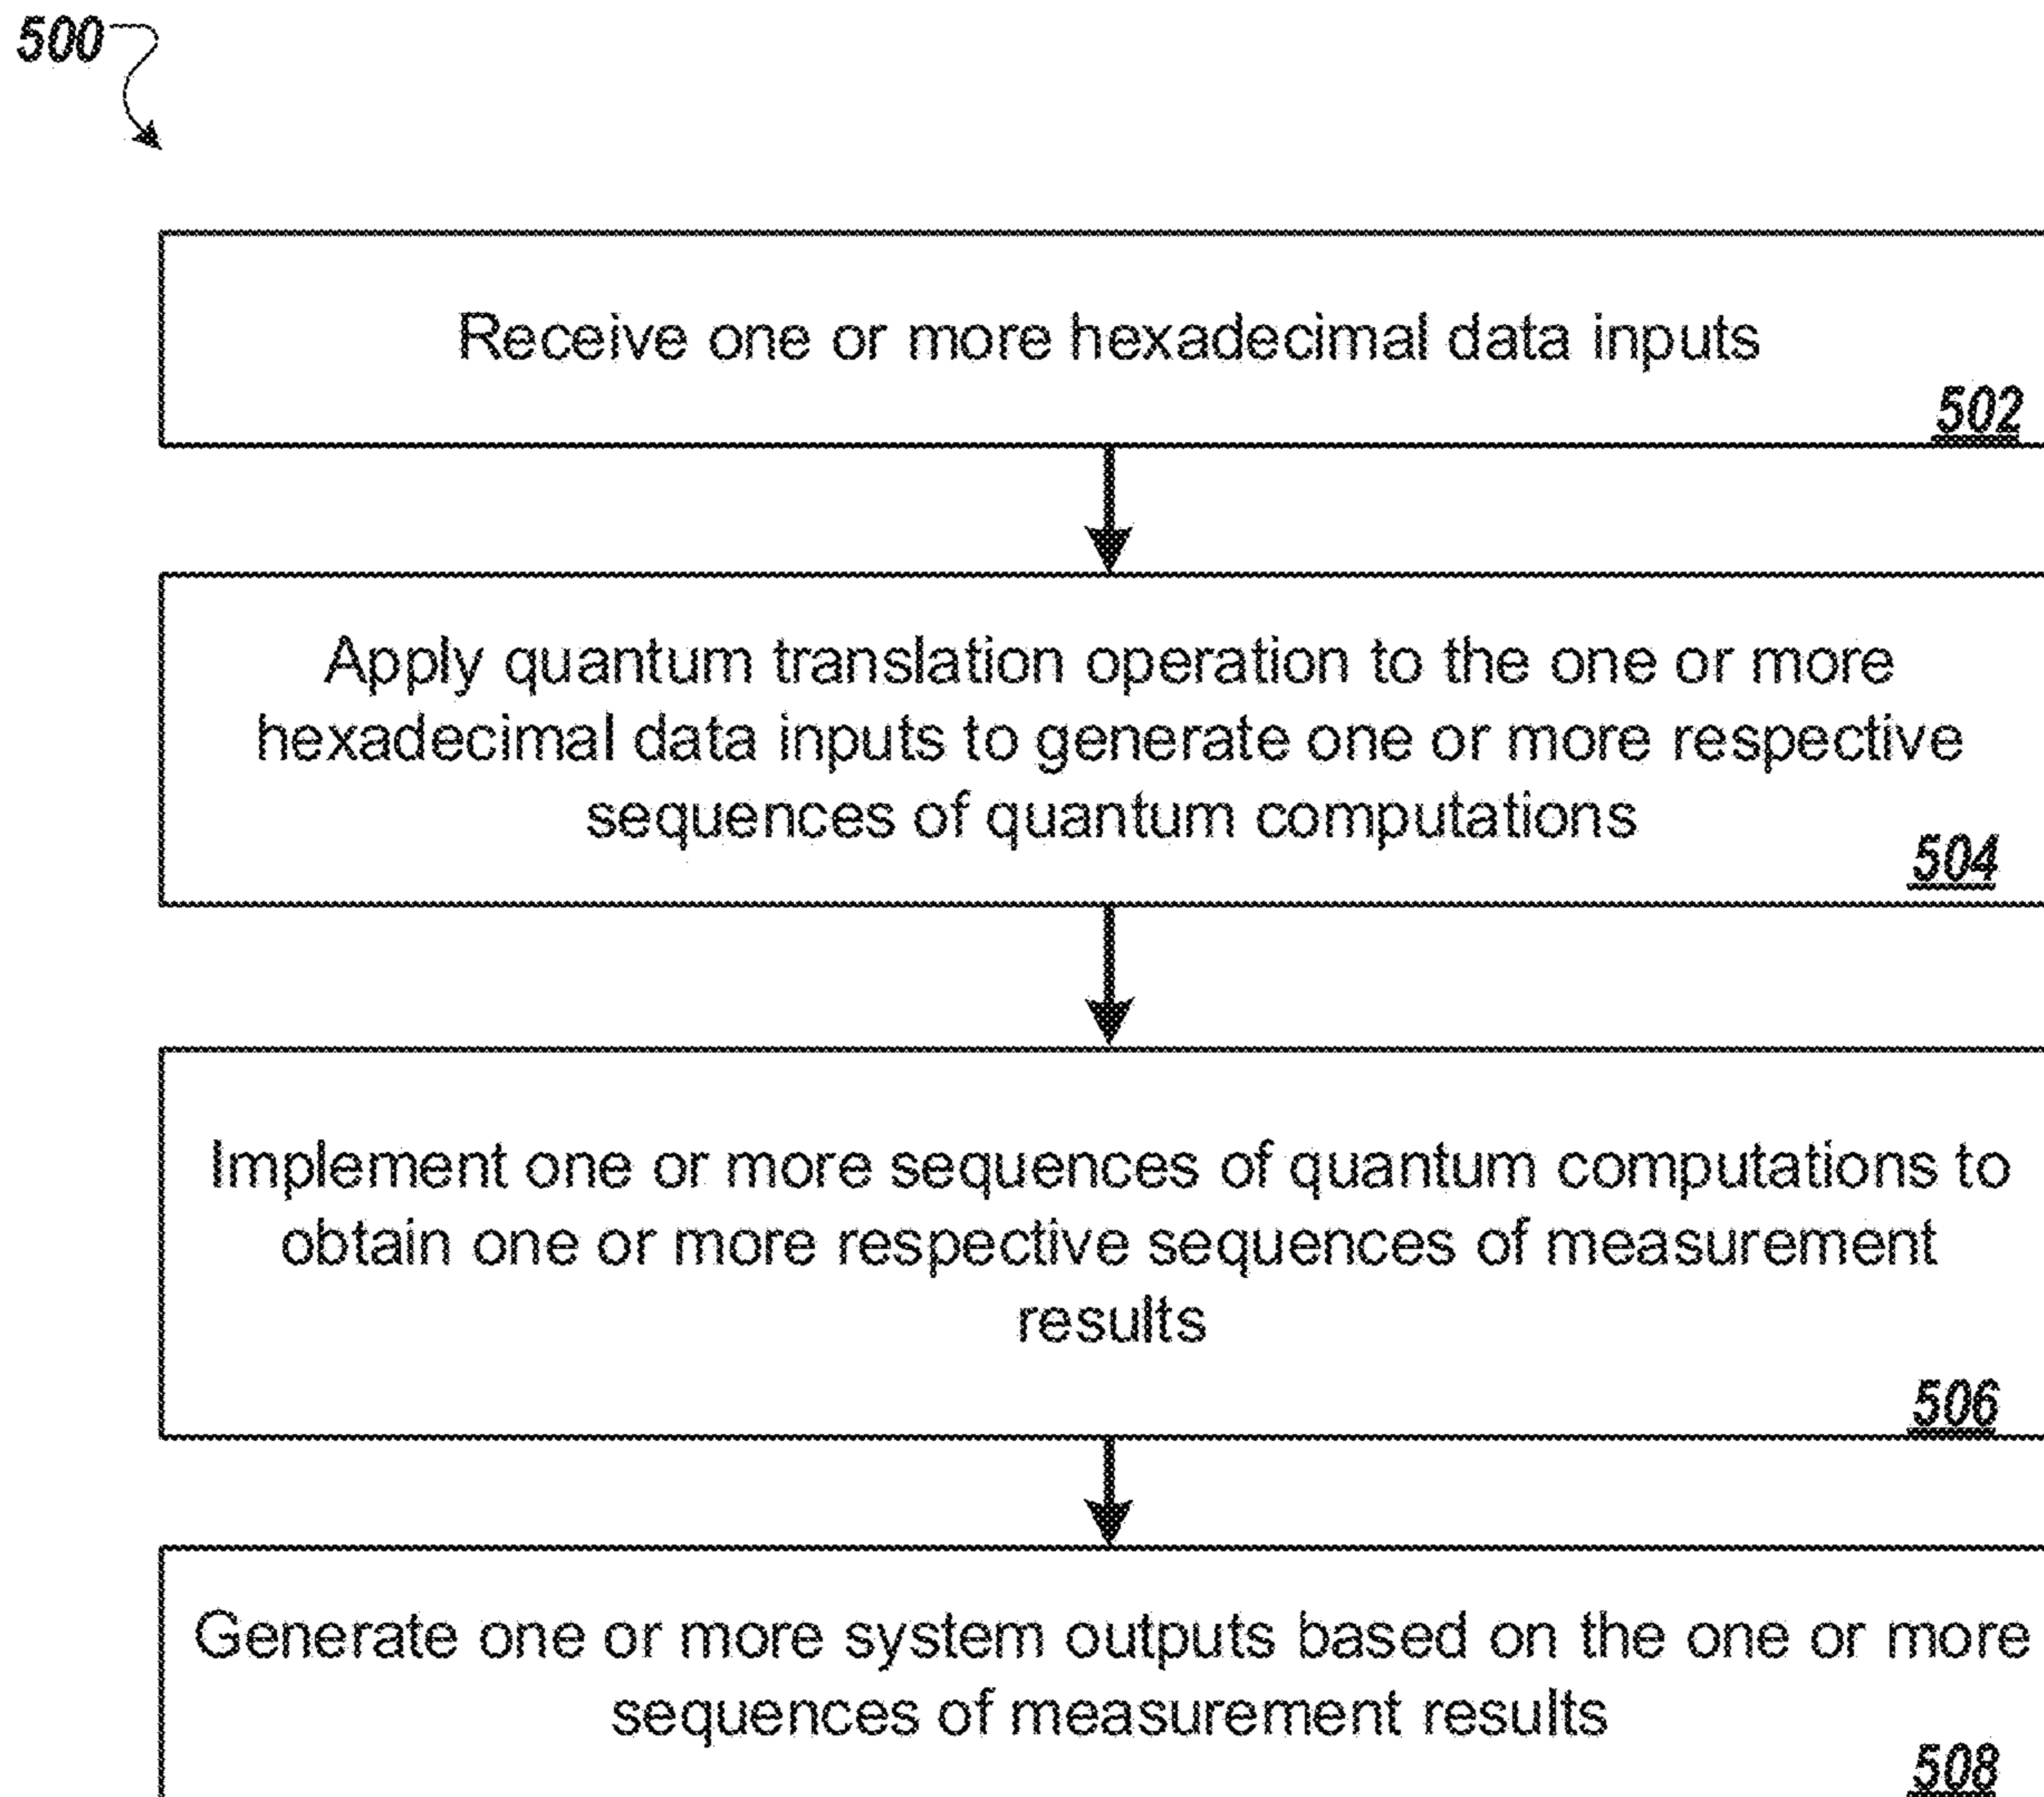 500
Receive one or more hexadecimal data inputs
502
Apply quantum translation operation to the one or more
hexadecimal data inputs to generate one or more respective
sequences of quantum computations
504
Implement one or more sequences of quantum computations to
obtain one or more respective sequences of measurement
results
506
Generate one or more system outputs based on the one or more
sequences of measurement results
508